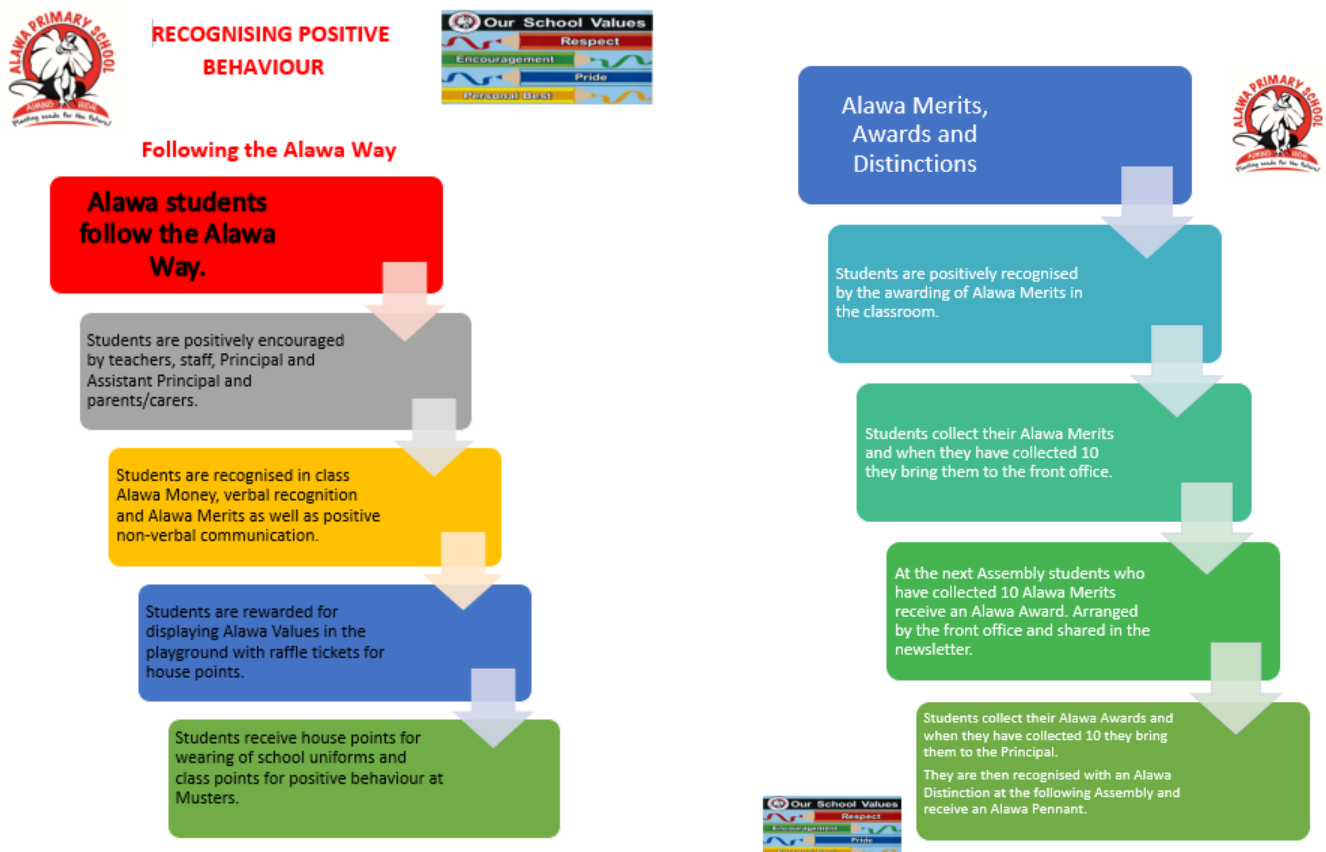 ALAWA PRIMARY SCHOOL
AIMING HIGH
Planting seeds for the future!
RECOGNISING POSITIVE
BEHAVIOUR
Our School Values
Respect
Encouragement
Pride
Personal Best
Following the Alawa Way
Alawa students
follow the Alawa
Way.
Students are positively encouraged
by teachers, staff, Principal and
Assistant Principal and
parents/carers.
Students are recognised in class
Alawa Money, verbal recognition
and Alawa Merits as well as positive
non-verbal communication.
Students are rewarded for
displaying Alawa Values in the
playground with raffle tickets for
house points.
Students receive house points for
wearing of school uniforms and
class points for positive behaviour at
Musters.
Alawa Merits,
Awards and
Distinctions
ALAWA PRIMARY SCHOOL
AIMING HIGH
Planting seeds for the future!
Students are positively recognised
by the awarding of Alawa Merits in
the classroom.
Students collect their Alawa Merits
and when they have collected 10
they bring them to the front office.
At the next Assembly students who
have collected 10 Alawa Merits
receive an Alawa Award. Arranged
by the front office and shared in the
newsletter.
Students collect their Alawa Awards and
when they have collected 10 they bring
them to the Principal.
They are then recognised with an Alawa
Distinction at the following Assembly and
receive an Alawa Pennant.
Our School Values
Respect
Encouragement
Pride